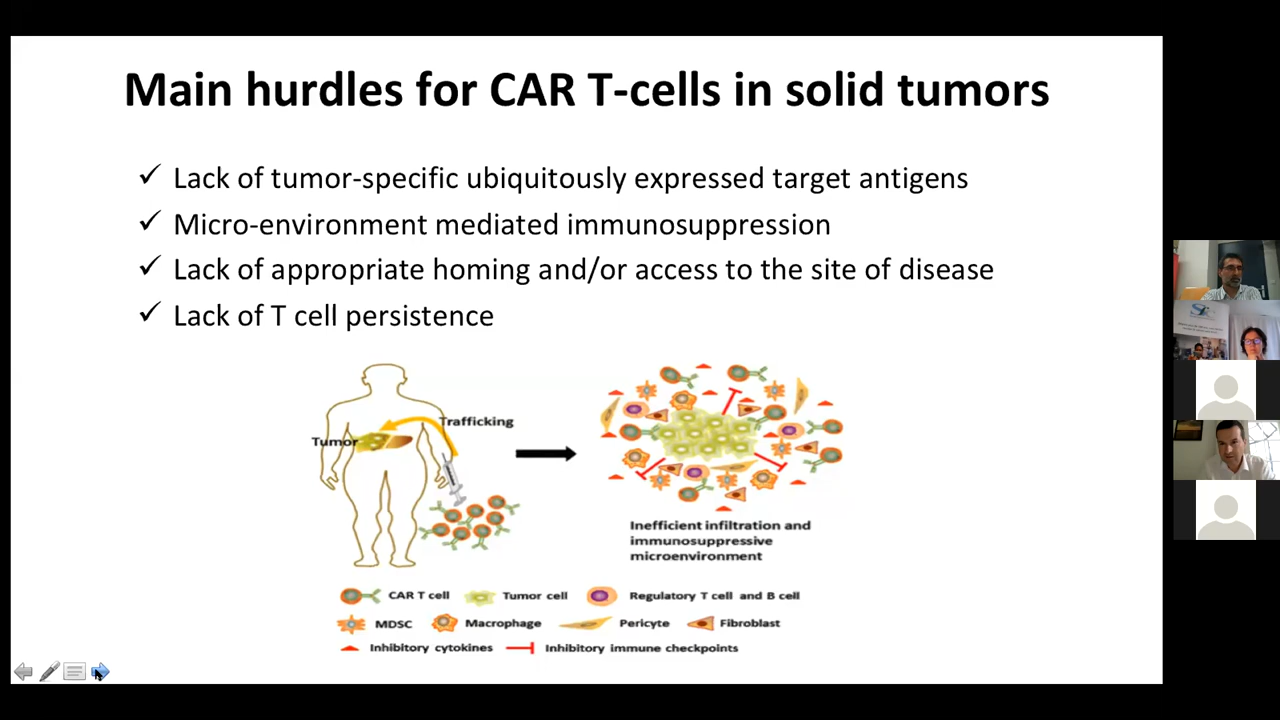 Main hurdles for CAR T-cells in solid tumors
✓ Lack of tumor-specific ubiquitously expressed target antigens
✓ Micro-environment mediated immunosuppression
✓ Lack of appropriate homing and/or access to the site of disease
✓ Lack of T cell persistence
Trafficking
Tumor
Inefficient infiltration and
immunosuppressive
microenvironment
CAR T cell Tumor cell Regulatory T cell and B cell
MDSC Macrophage Pericyte Fibroblast
Inhibitory cytokines Inhibitory immune checkpoints